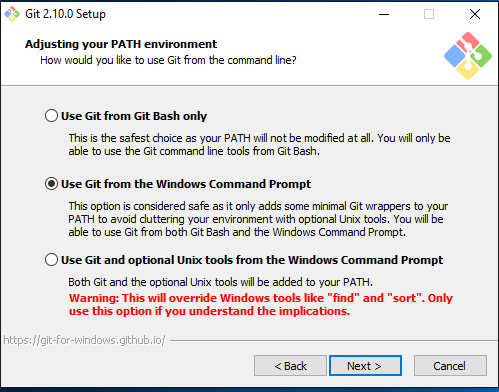 Git 2.10.0 Setup
Adjusting your PATH environment
How would you like to use Git from the command line?
Use Git from Git Bash only
This is the safest choice as your PATH will not be modified at all. You will only be
able to use the Git command line tools from Git Bash.
Use Git from the Windows Command Prompt
This option is considered safe as it only adds some minimal Git wrappers to your
PATH to avoid cluttering your environment with optional Unix tools. You will be
able to use Git from both Git Bash and the Windows Command Prompt.
Use Git and optional Unix tools from the Windows Command Prompt
Both Git and the optional Unix tools will be added to your PATH.
Warning: This will override Windows tools like "find" and "sort". Only
use this option if you understand the implications.
https://git-for-windows.github.io/
< Back Next > Cancel